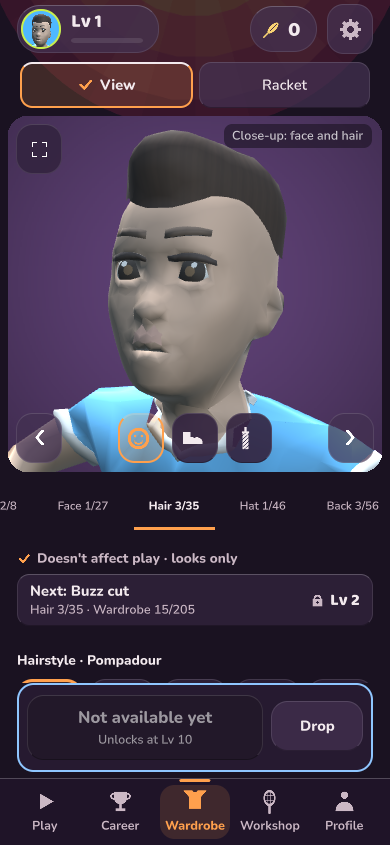 Lv 1
0
View
Racket
Close-up: face and hair
2/8
Face 1/27
Hair 3/35
Hat 1/46
Back 3/56
Doesn't affect play · looks only
Next: Buzz cut
Hair 3/35 · Wardrobe 15/205
Lv 2
Hairstyle · Pompadour
Not available yet
Unlocks at Lv 10
Drop
Play
Career
Wardrobe
Workshop
Profile